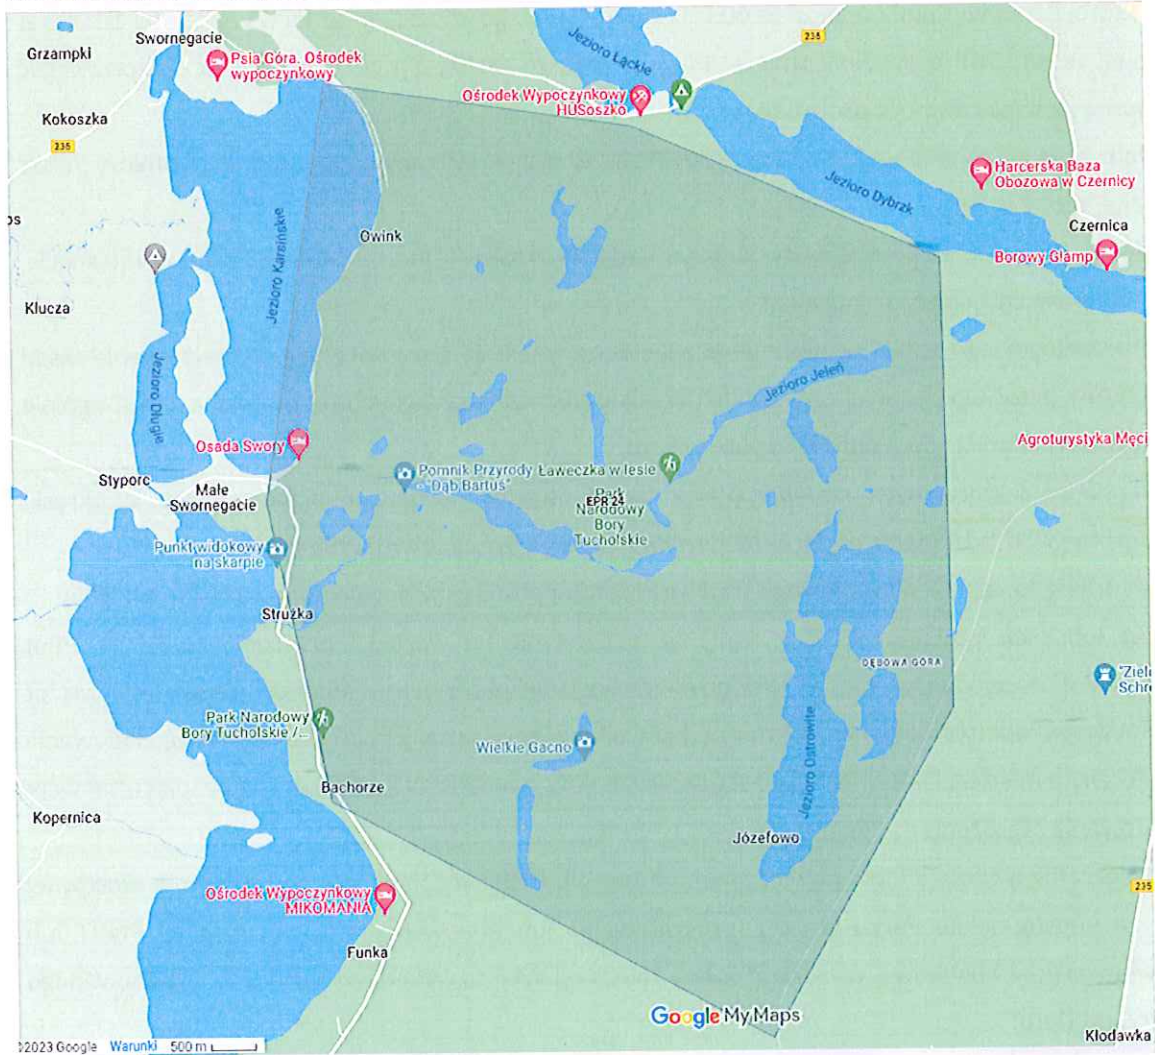 Swornegacie
Grzampki
Psia Góra. Ośrodek
wypoczynkowy
Kokoszka
235
Jezioro Łąckie
235
Ośrodek Wypoczynkowy
HUSoszko
Harcerska Baza
Obozowa w Czernicy
Jezioro Dybrzk
Czernica
Borowy Glamp
os
Owink
Jezioro Karsińskie
Klucza
Jezioro Długie
Jezioro Jeleń
Osada Swory
Agroturystyka Męci
Styporc
Małe
Swornegacie
Pomnik Przyrody
"Dąb Bartuś"
Ławeczka w lesie
EPR 24
Park
Narodowy
Bory
Tucholskie
Punkt widokowy
na skarpie
Strużka
DĘBOWA GÓRA
"Ziel
Schr
Park Narodowy
Bory Tucholskie /...
Wielkie Gacno
Jezioro Ostrowite
Bachorze
Kopernica
Józefowo
Ośrodek Wypoczynkowy
MIKOMANIA
235
Funka
Google My Maps
Kłodawka
©2023 Google Warunki 500 m